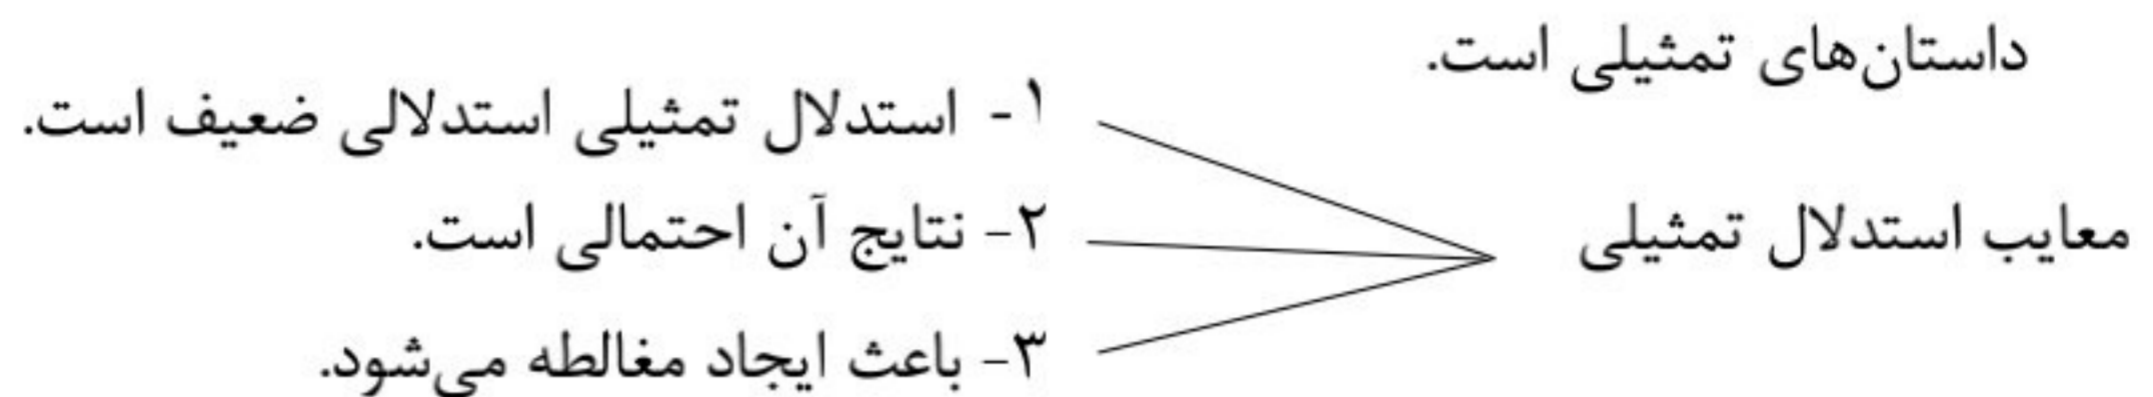 داستان‌های تمثیلی است.
معایب استدلال تمثیلی
۱- استدلال تمثیلی استدلالی ضعیف است.
۲- نتایج آن احتمالی است.
۳- باعث ایجاد مغالطه می‌شود.